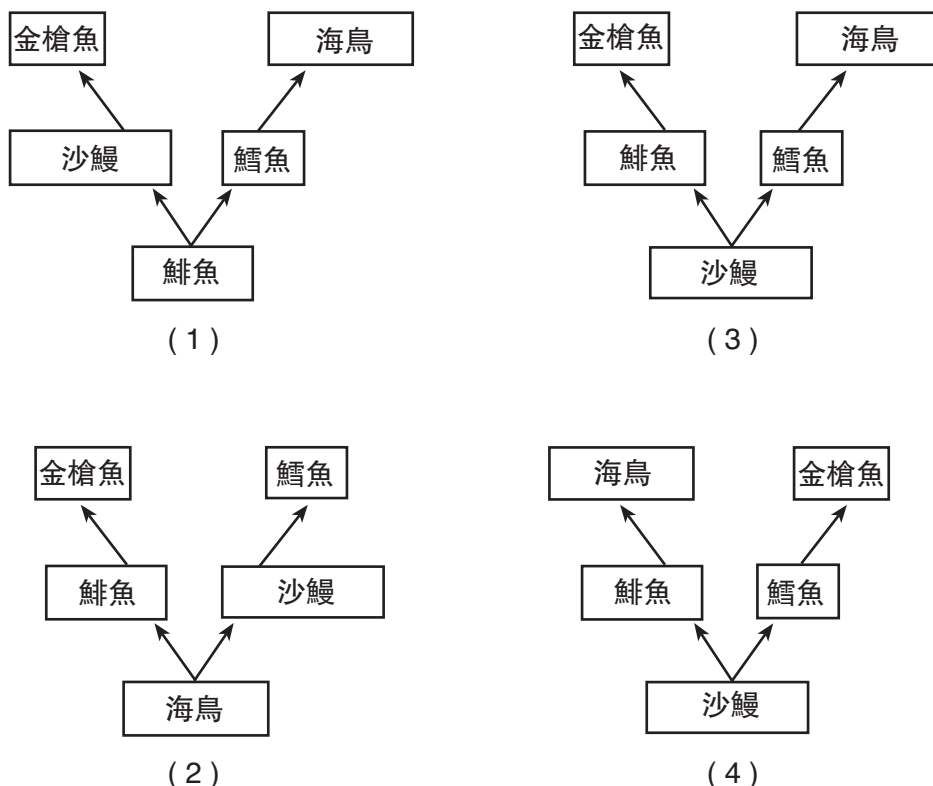 金槍魚 海鳥
沙鰻 鱈魚
鯡魚
( 1 )
金槍魚 海鳥
鯡魚 鱈魚
沙鰻
( 3 )
金槍魚 鱈魚
鯡魚 沙鰻
海鳥
( 2 )
海鳥 金槍魚
鯡魚 鱈魚
沙鰻
( 4 )